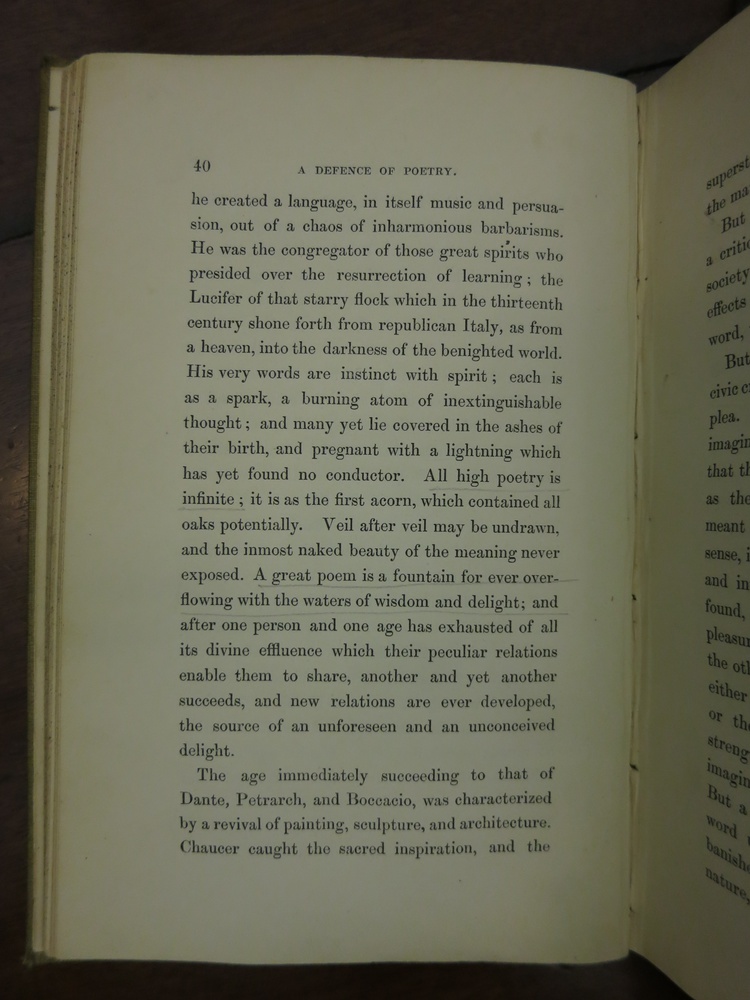 40
A DEFENCE OF POETRY.
he created a language, in itself music and persua-
sion, out of a chaos of inharmonious barbarisms.
He was the congregator of those great spirits who
presided over the resurrection of learning; the
Lucifer of that starry flock which in the thirteenth
century shone forth from republican Italy, as from
a heaven, into the darkness of the benighted world.
His very words are instinct with spirit; each is
as a spark, a burning atom of inextinguishable
thought; and many yet lie covered in the ashes of
their birth, and pregnant with a lightning which
has yet found no conductor. All high poetry is
infinite; it is as the first acorn, which contained all
oaks potentially. Veil after veil may be undrawn,
and the inmost naked beauty of the meaning never
exposed. A great poem is a fountain for ever over-
flowing with the waters of wisdom and delight; and
after one person and one age has exhausted of all
its divine effluence which their peculiar relations
enable them to share, another and yet another
succeeds, and new relations are ever developed,
the source of an unforeseen and an unconceived
delight.
The age immediately succeeding to that of
Dante, Petrarch, and Boccacio, was characterized
by a revival of painting, sculpture, and architecture.
Chaucer caught the sacred inspiration, and the
superst
the ma
But
a criti
society
effects
word,
But
civic c
plea.
imagin
that th
as the
meant
sense, i
and in
found,
pleasur
the oth
either
or the
streng
imagin
But a
word
banish
nature,